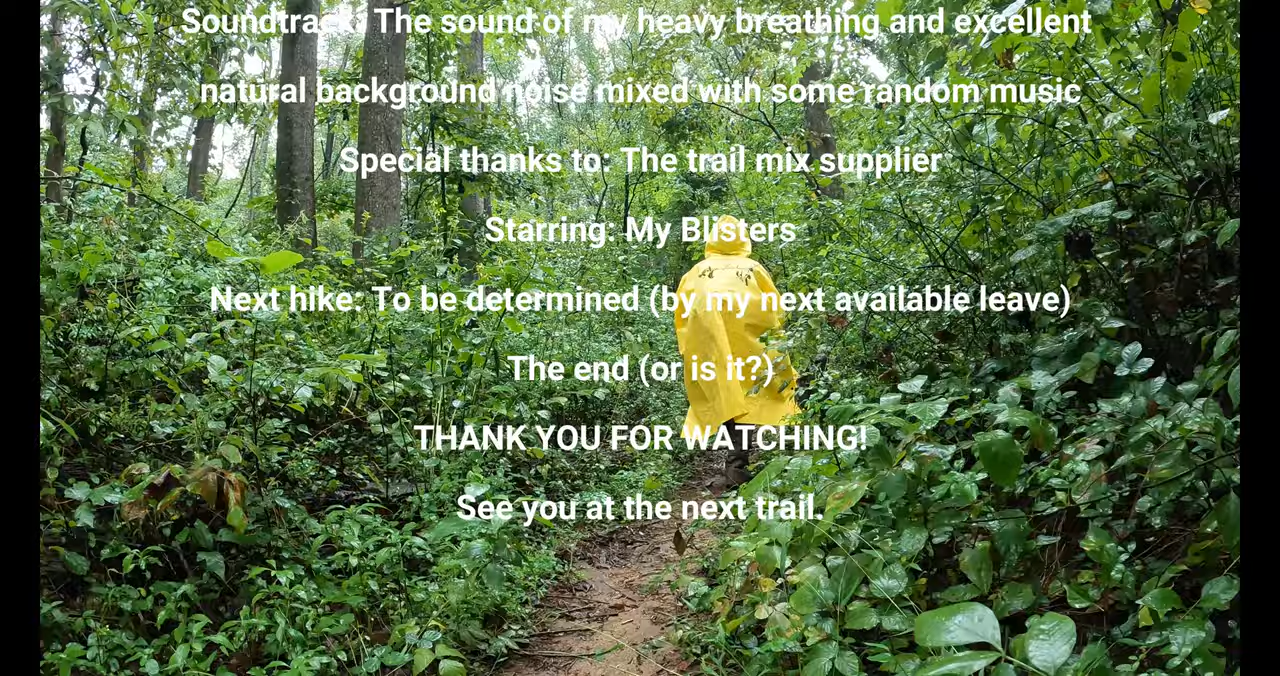 Soundtrack: The sound of my heavy breathing and excellent
natural background noise mixed with some random music
Special thanks to: The trail mix supplier
Starring: My Blisters
Next hike: To be determined (by my next available leave)
The end (or is it?)
THANK YOU FOR WATCHING!
See you at the next trail.